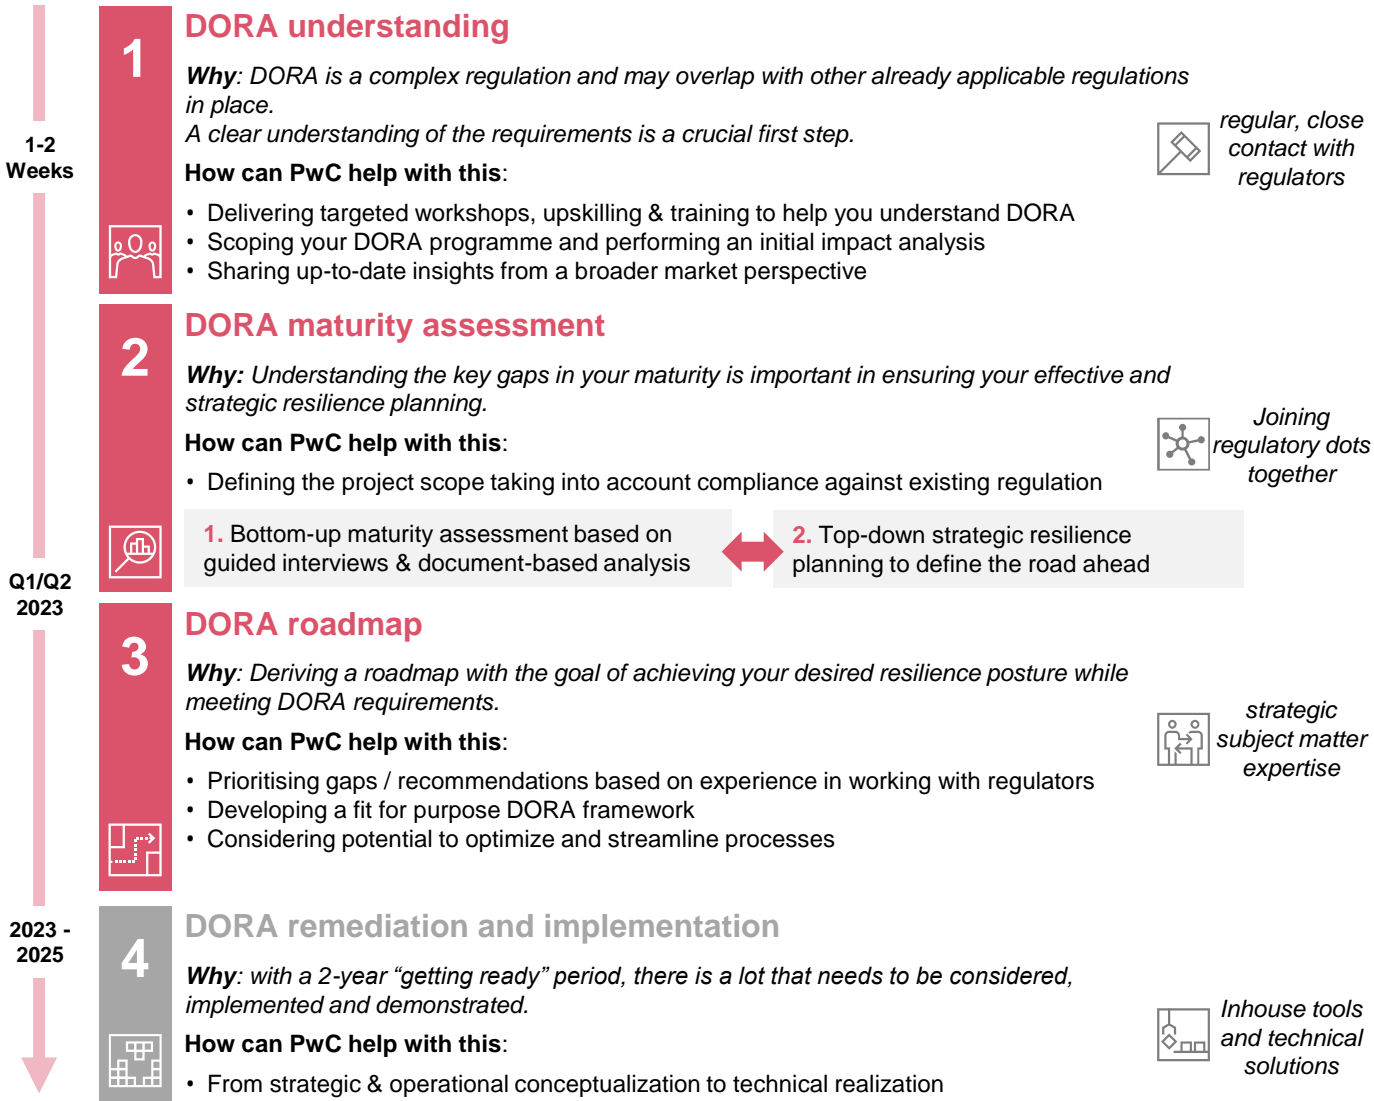 1
DORA understanding
Why: DORA is a complex regulation and may overlap with other already applicable regulations
in place.
A clear understanding of the requirements is a crucial first step.
How can PwC help with this:
• Delivering targeted workshops, upskilling & training to help you understand DORA
• Scoping your DORA programme and performing an initial impact analysis
• Sharing up-to-date insights from a broader market perspective
regular, close
contact with
regulators
1-2
Weeks
2
DORA maturity assessment
Why: Understanding the key gaps in your maturity is important in ensuring your effective and
strategic resilience planning.
How can PwC help with this:
• Defining the project scope taking into account compliance against existing regulation
1. Bottom-up maturity assessment based on
guided interviews & document-based analysis
2. Top-down strategic resilience
planning to define the road ahead
Joining
regulatory dots
together
Q1/Q2
2023
3
DORA roadmap
Why: Deriving a roadmap with the goal of achieving your desired resilience posture while
meeting DORA requirements.
How can PwC help with this:
• Prioritising gaps / recommendations based on experience in working with regulators
• Developing a fit for purpose DORA framework
• Considering potential to optimize and streamline processes
strategic
subject matter
expertise
2023 -
2025
4
DORA remediation and implementation
Why: with a 2-year “getting ready” period, there is a lot that needs to be considered,
implemented and demonstrated.
How can PwC help with this:
• From strategic & operational conceptualization to technical realization
Inhouse tools
and technical
solutions